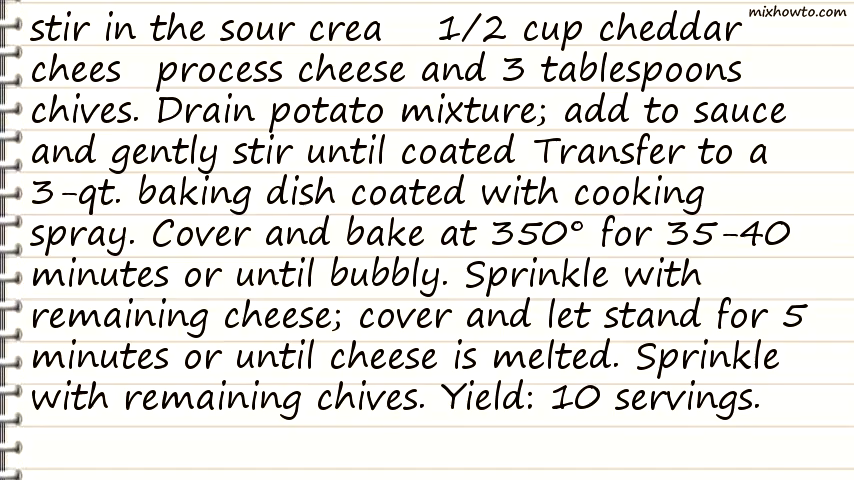 mixhowto.com
stir in the sour crea 1/2 cup cheddar
chees process cheese and 3 tablespoons
chives. Drain potato mixture; add to sauce
and gently stir until coated Transfer to a
3-qt. baking dish coated with cooking
spray. Cover and bake at 350° for 35-40
minutes or until bubbly. Sprinkle with
remaining cheese; cover and let stand for 5
minutes or until cheese is melted. Sprinkle
with remaining chives. Yield: 10 servings.